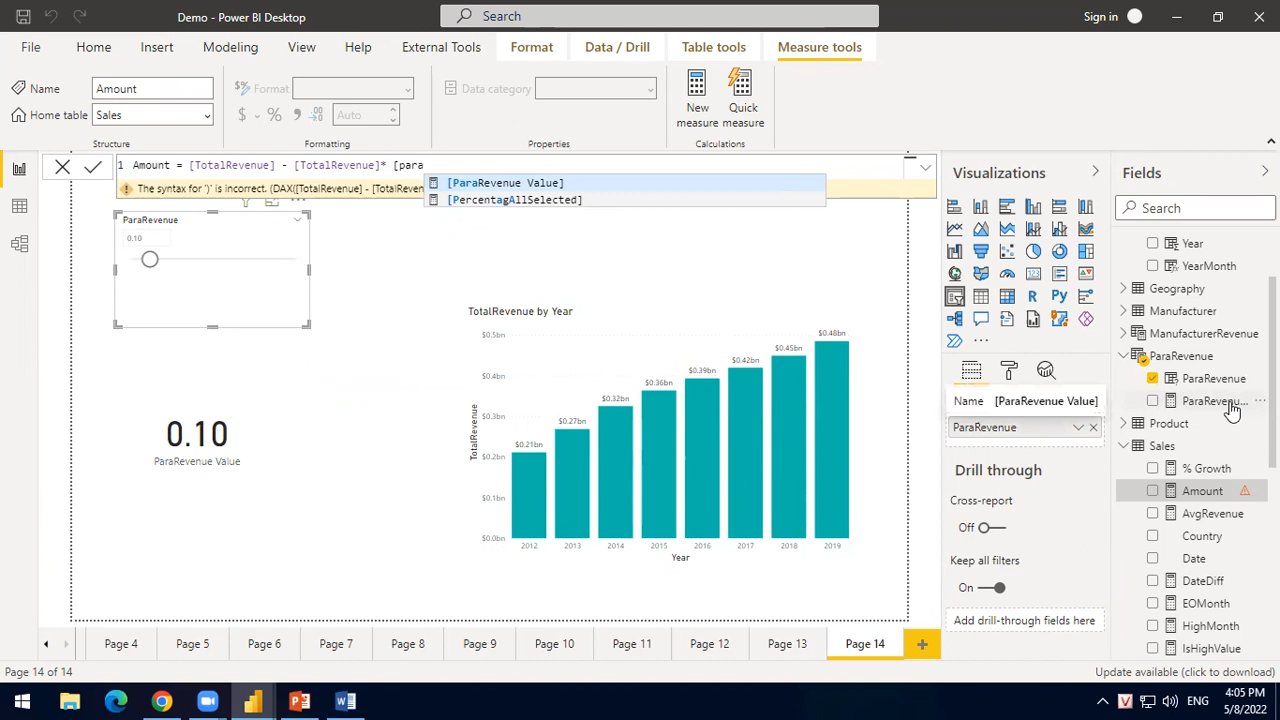 Demo - Power BI Desktop
Search
Sign in
File
Home
Insert
Modeling
View
Help
External Tools
Format
Data / Drill
Table tools
Measure tools
Name
Amount
Home table
Sales
Structure
Format
$
%
Auto
Formatting
Data category
Properties
New measure
Quick measure
Calculations
1 Amount = [TotalRevenue] - [TotalRevenue]* [para
The syntax for ')' is incorrect. (DAX([TotalRevenue] - [TotalReven
[ParaRevenue Value]
[PercentagAllSelected]
ParaRevenue
0.10
0.10
ParaRevenue Value
TotalRevenue by Year
TotalRevenue
$0.5bn
$0.4bn
$0.3bn
$0.2bn
$0.1bn
$0.0bn
$0.21bn
$0.27bn
$0.32bn
$0.36bn
$0.39bn
$0.42bn
$0.45bn
$0.48bn
2012
2013
2014
2015
2016
2017
2018
2019
Year
Visualizations
R
Py
123
Name [ParaRevenue Value]
ParaRevenue
Drill through
Cross-report
Off
Keep all filters
On
Add drill-through fields here
Fields
Search
Year
YearMonth
Geography
Manufacturer
ManufacturerRevenue
ParaRevenue
ParaRevenue
ParaRevenu...
Product
Sales
% Growth
Amount
AvgRevenue
Country
Date
DateDiff
EOMonth
HighMonth
IsHighValue
Page 4
Page 5
Page 6
Page 7
Page 8
Page 9
Page 10
Page 11
Page 12
Page 13
Page 14
Page 14 of 14
Update available (click to download)
ENG
4:05 PM
5/8/2022